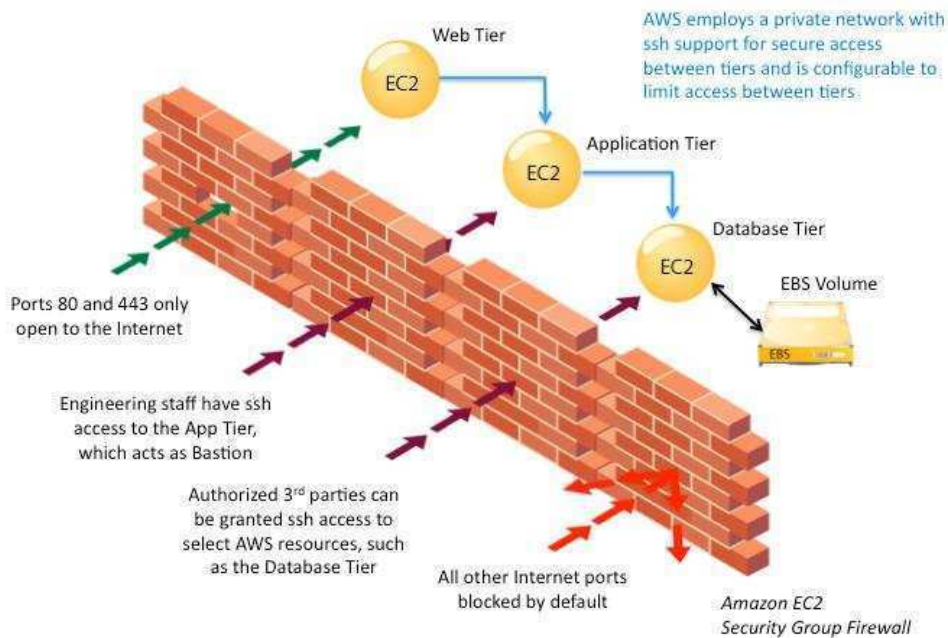 Web Tier
AWS employs a private network with
ssh support for secure access
between tiers and is configurable to
limit access between tiers
EC2
Application Tier
EC2
Database Tier
EC2
EBS Volume
EBS
Ports 80 and 443 only
open to the Internet
Engineering staff have ssh
access to the App Tier,
which acts as Bastion
Authorized 3rd parties can
be granted ssh access to
select AWS resources, such
as the Database Tier
All other Internet ports
blocked by default
Amazon EC2
Security Group Firewall